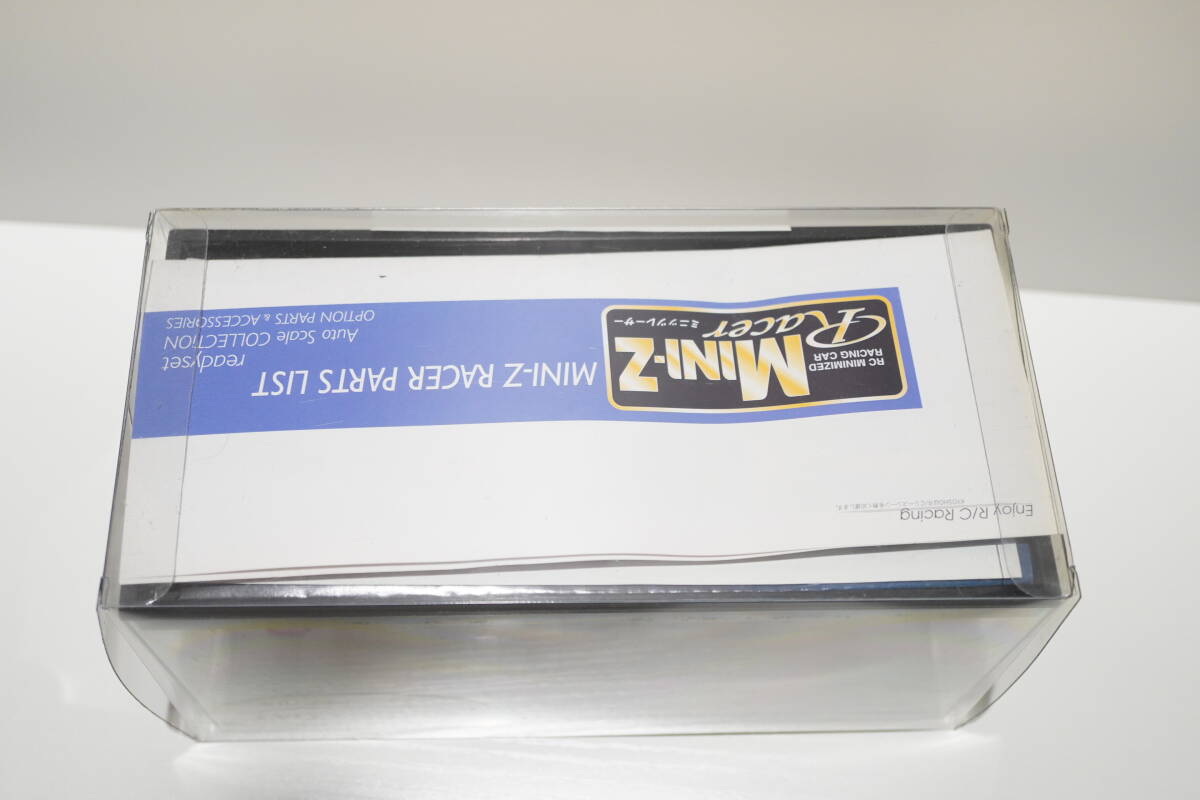 Enjoy R/C Racing
RC MINIMIZED
RACING CAR
MINI-Z
Racer
ミニッツレーサー
MINI-Z RACER PARTS LIST
readyset
Auto Scale COLLECTION
OPTION PARTS & ACCESSORIES